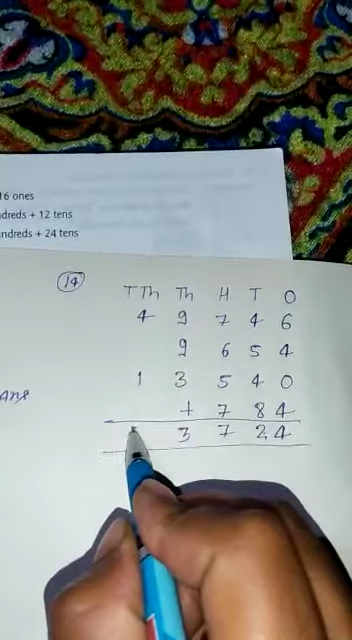 16 ones
ndreds + 12 tens
ndreds + 24 tens
14
T Th Th H T O
4 9 7 4 6
9 6 5 4
1 3 5 4 0
Ans
+ 7 8 4
3 7 2 4